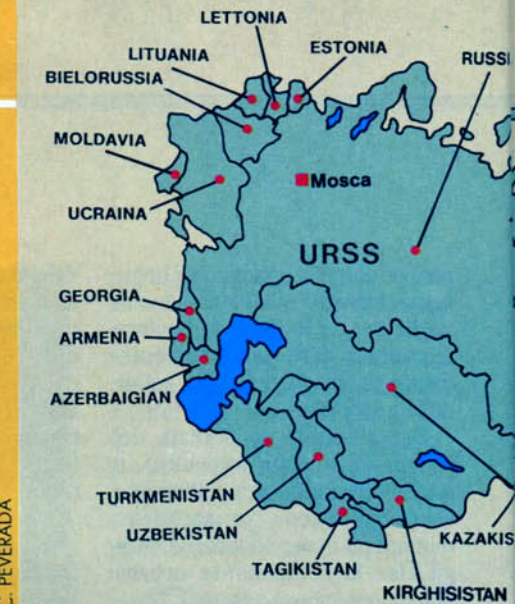 LETTONIA
LITUANIA
ESTONIA
RUSSI
BIELORUSSIA
MOLDAVIA
Mosca
UCRAINA
URSS
GEORGIA
ARMENIA
AZERBAIGIAN
TURKMENISTAN
UZBEKISTAN
KAZAKIS
TAGIKISTAN
KIRGHISISTAN
PEVERADA